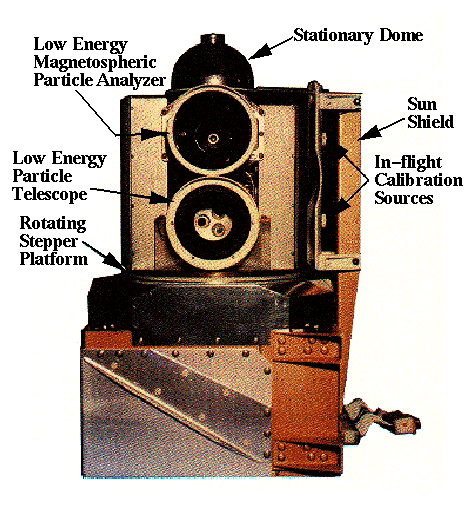 Low Energy
Magnetospheric
Particle Analyzer
Stationary Dome
Sun
Shield
Low Energy
Particle
Telescope
In-flight
Calibration
Sources
Rotating
Stepper
Platform